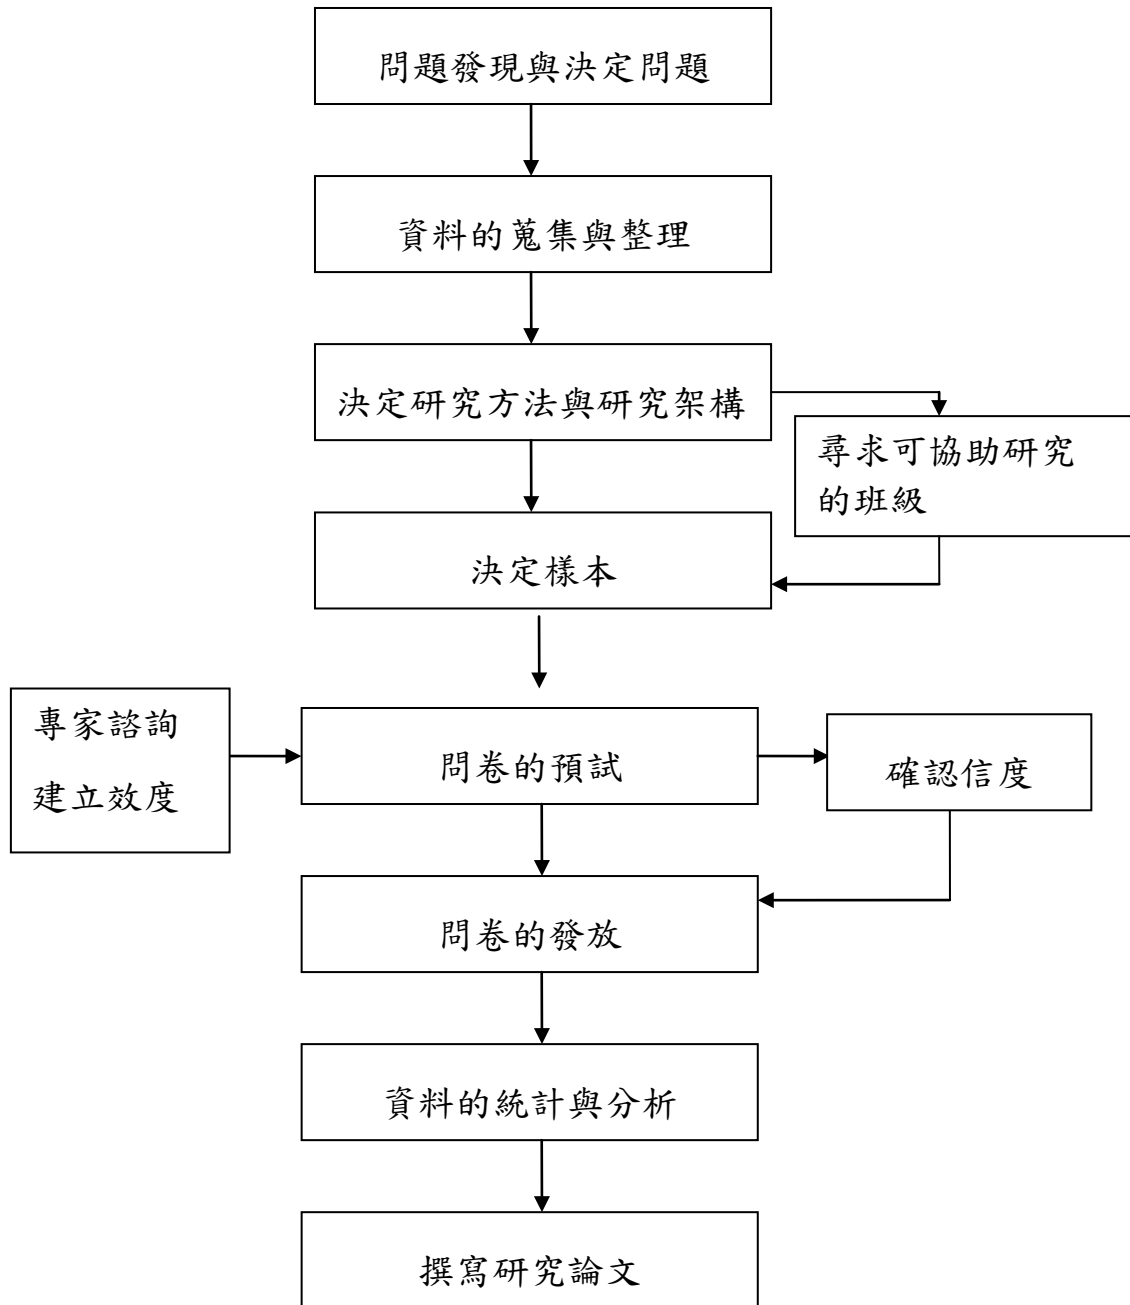 問題發現與決定問題
資料的蒐集與整理
決定研究方法與研究架構
尋求可協助研究
的班級
決定樣本
專家諮詢
建立效度
問卷的預試
確認信度
問卷的發放
資料的統計與分析
撰寫研究論文